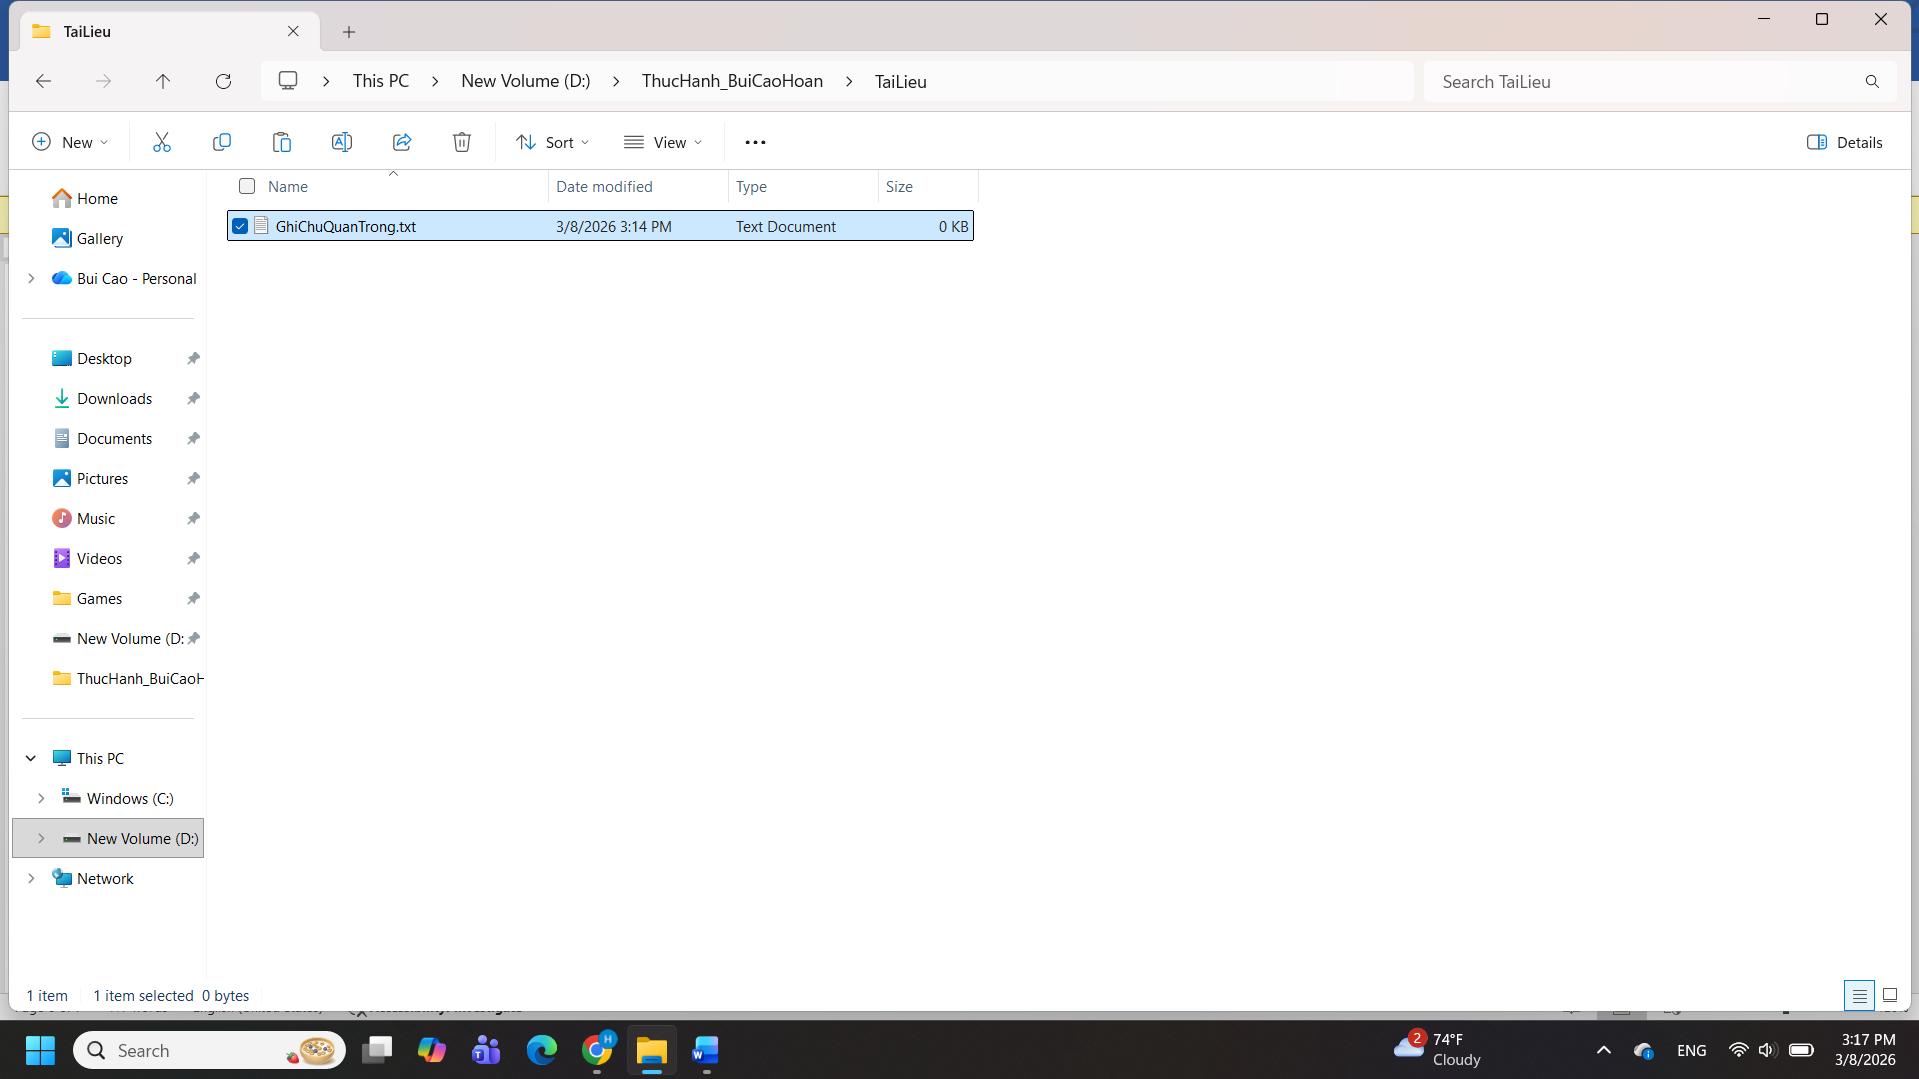 TaiLieu
This PC
New Volume (D:)
ThucHanh_BuiCaoHoan
TaiLieu
Search TaiLieu
New
Sort
View
Details
Name
Date modified
Type
Size
GhiChuQuanTrong.txt
3/8/2026 3:14 PM
Text Document
0 KB
Home
Gallery
Bui Cao - Personal
Desktop
Downloads
Documents
Pictures
Music
Videos
Games
New Volume (D:
ThucHanh_BuiCaoH
This PC
Windows (C:)
New Volume (D:)
Network
1 item
1 item selected 0 bytes
Search
2
74°F
Cloudy
ENG
3:17 PM
3/8/2026